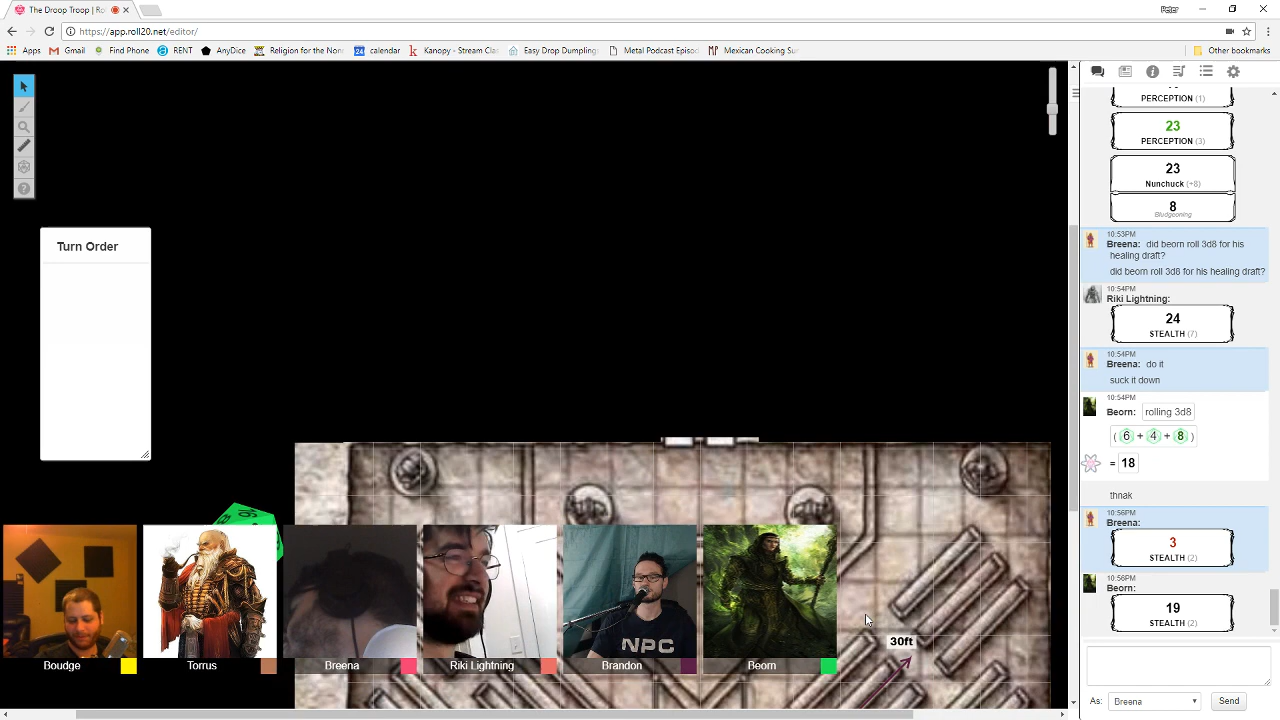 The Droop Troop | Ro
Peter
https://app.roll20.net/editor/
Apps
Gmail
Find Phone
RENT
AnyDice
Religion for the Non
24
calendar
Kanopy - Stream Cla
Easy Drop Dumpling
Metal Podcast Episo
Mexican Cooking Su
Other bookmarks
Turn Order
30ft
NPC
Boudge
Torrus
Breena
Riki Lightning
Brandon
Beorn
PERCEPTION (1)
23
PERCEPTION (3)
23
Nunchuck (+8)
8
Bludgeoning
10:53PM
Breena: did beorn roll 3d8 for his
healing draft?
did beorn roll 3d8 for his healing draft?
10:54PM
Riki Lightning:
24
STEALTH (7)
10:54PM
Breena: do it
suck it down
10:54PM
Beorn: rolling 3d8
( 6 + 4 + 8 )
= 18
thnak
10:56PM
Breena:
3
STEALTH (2)
10:56PM
Beorn:
19
STEALTH (2)
As: Breena
Send